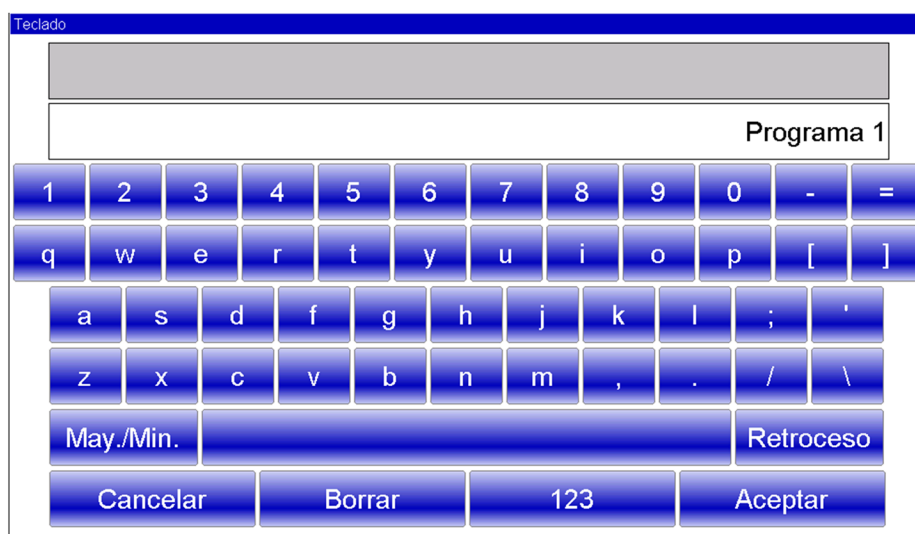 Teclado
Programa 1
1 2 3 4 5 6 7 8 9 0 - =
q w e r t y u i o p [ ]
a s d f g h j k l ; '
z x c v b n m , . / \
May./Min. Retroceso
Cancelar Borrar 123 Aceptar